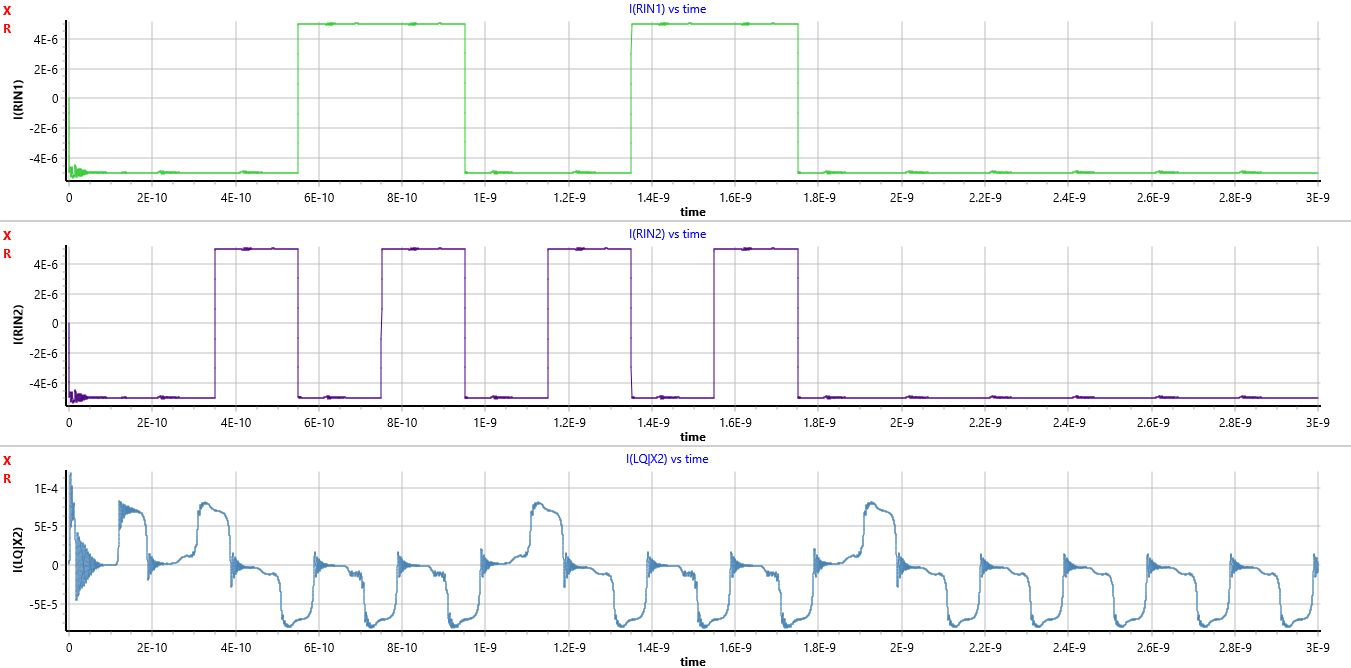 X
R
I(RIN1) vs time
I(RIN1)
4E-6
2E-6
0
-2E-6
-4E-6
0 2E-10 4E-10 6E-10 8E-10 1E-9 1.2E-9 1.4E-9 1.6E-9 1.8E-9 2E-9 2.2E-9 2.4E-9 2.6E-9 2.8E-9 3E-9
time
X
R
I(RIN2) vs time
I(RIN2)
4E-6
2E-6
0
-2E-6
-4E-6
0 2E-10 4E-10 6E-10 8E-10 1E-9 1.2E-9 1.4E-9 1.6E-9 1.8E-9 2E-9 2.2E-9 2.4E-9 2.6E-9 2.8E-9 3E-9
time
X
R
I(LQ|X2) vs time
I(LQ|X2)
1E-4
5E-5
0
-5E-5
0 2E-10 4E-10 6E-10 8E-10 1E-9 1.2E-9 1.4E-9 1.6E-9 1.8E-9 2E-9 2.2E-9 2.4E-9 2.6E-9 2.8E-9 3E-9
time